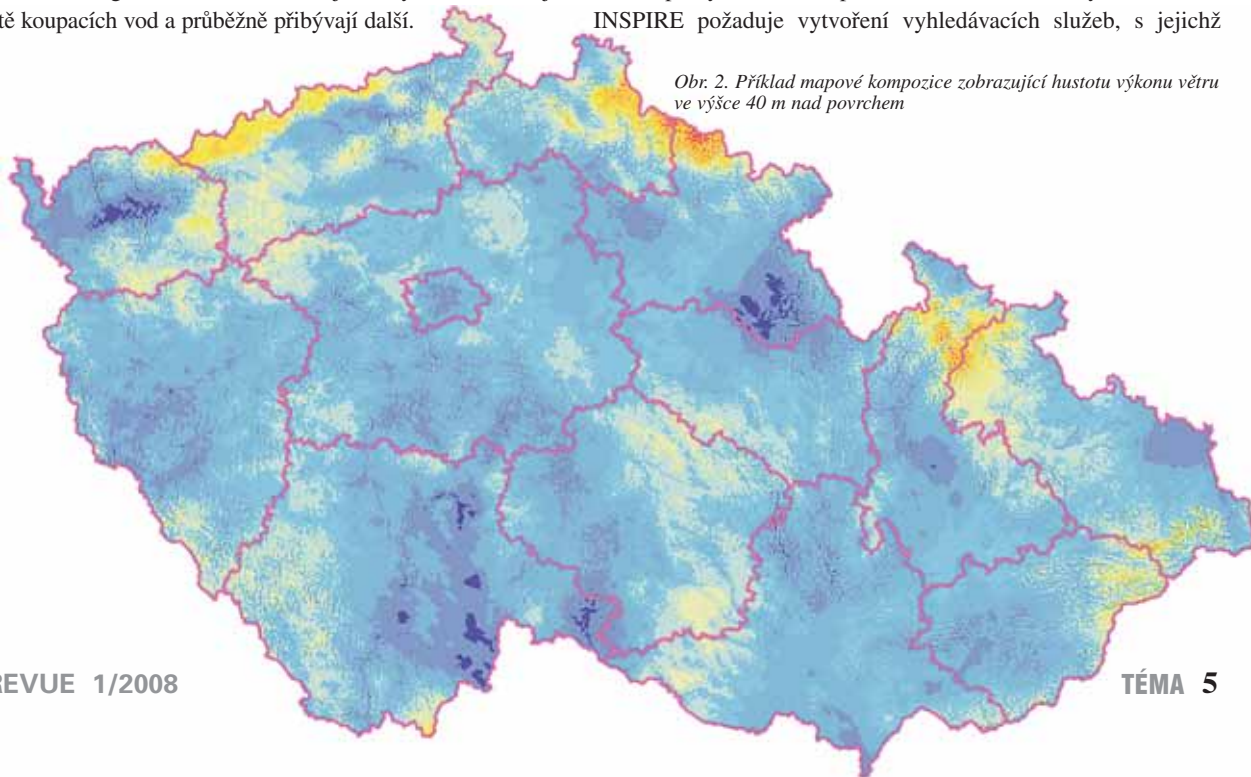 tě koupacích vod a průběžně přibývají další.
INSPIRE požaduje vytvoření vyhledávacích služeb, s jejichž
Obr. 2. Příklad mapové kompozice zobrazující hustotu výkonu větru
ve výšce 40 m nad povrchem
REVUE 1/2008
TÉMA 5